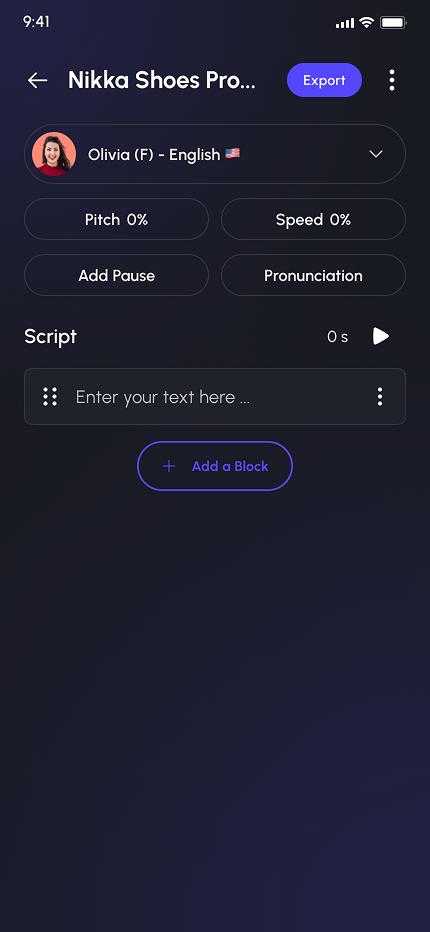 9:41
Nikka Shoes Pro...
Export
Olivia (F) - English 🇺🇸
Pitch 0%
Speed 0%
Add Pause
Pronunciation
Script
0 s
Enter your text here ...
+ Add a Block